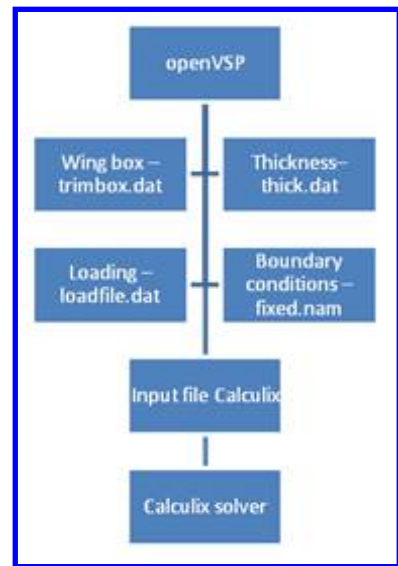 openVSP
Wing box –
trimbox.dat
Thickness–
thick.dat
Loading –
loadfile.dat
Boundary
conditions –
fixed.nam
Input file Calculix
Calculix solver